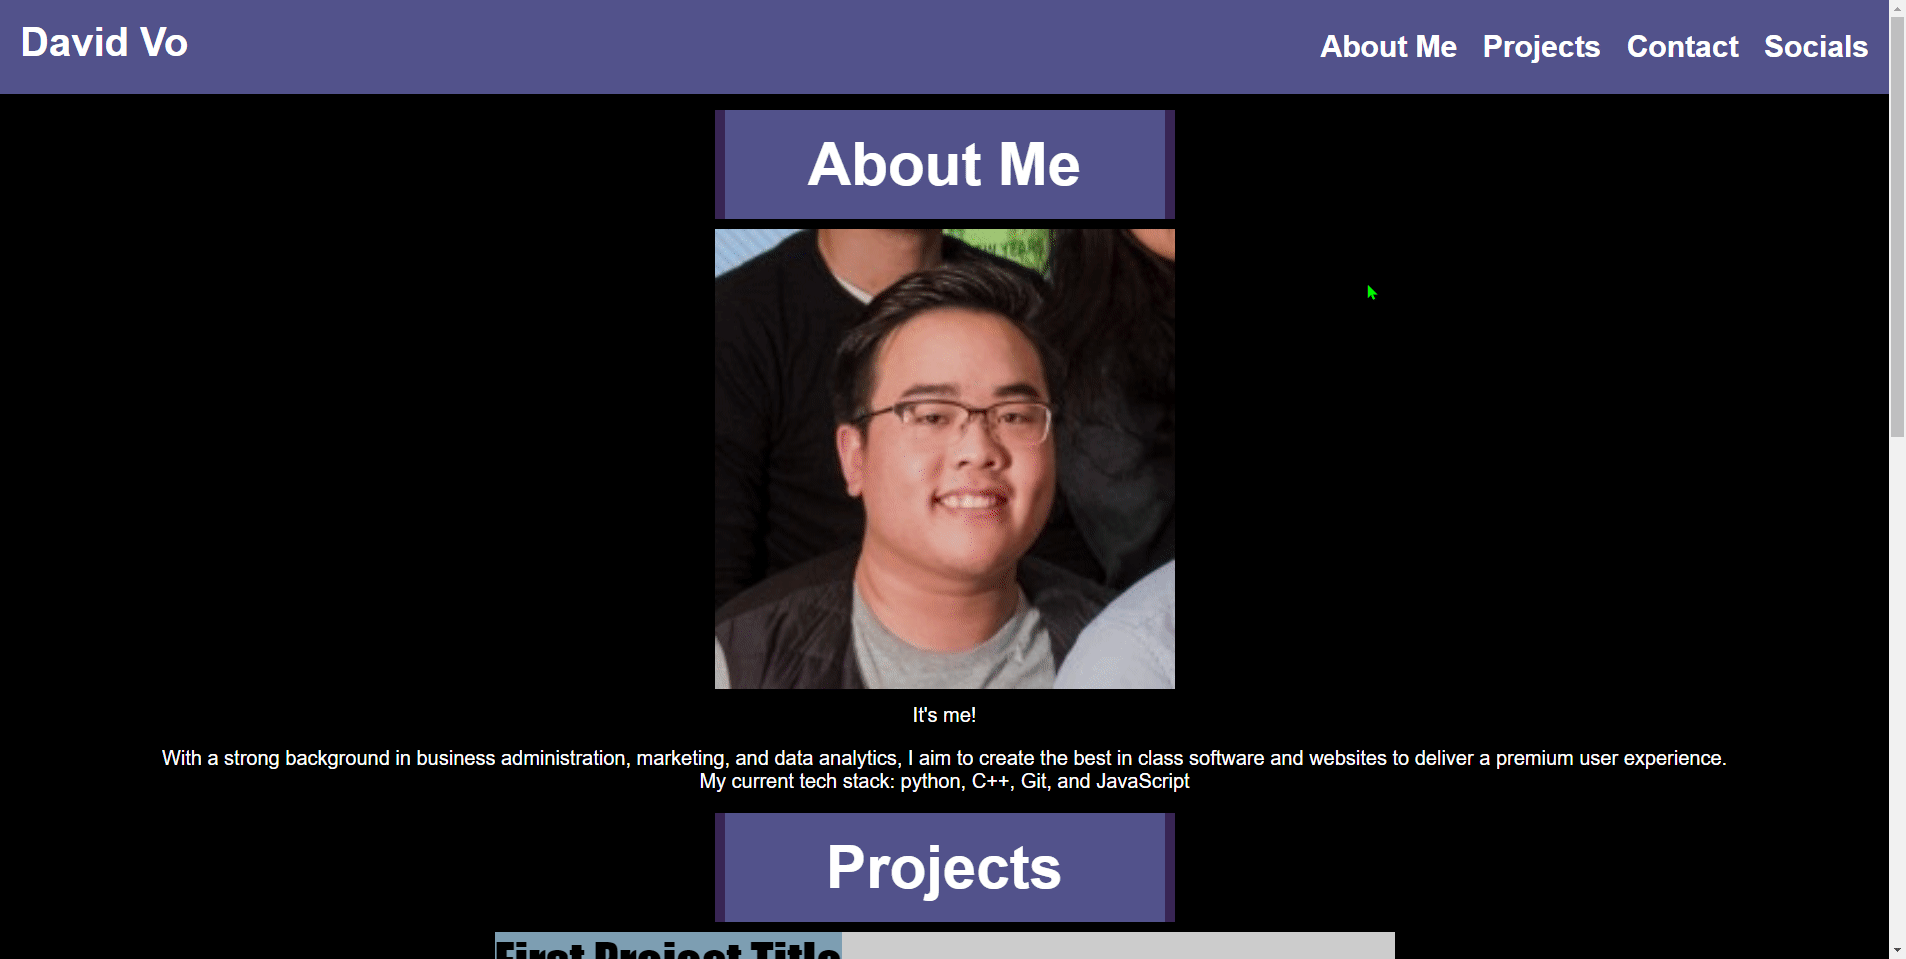 David Vo
About Me Projects Contact Socials
About Me
It's me!
With a strong background in business administration, marketing, and data analytics, I aim to create the best in class software and websites to deliver a premium user experience.
My current tech stack: python, C++, Git, and JavaScript
Projects
First Project Title